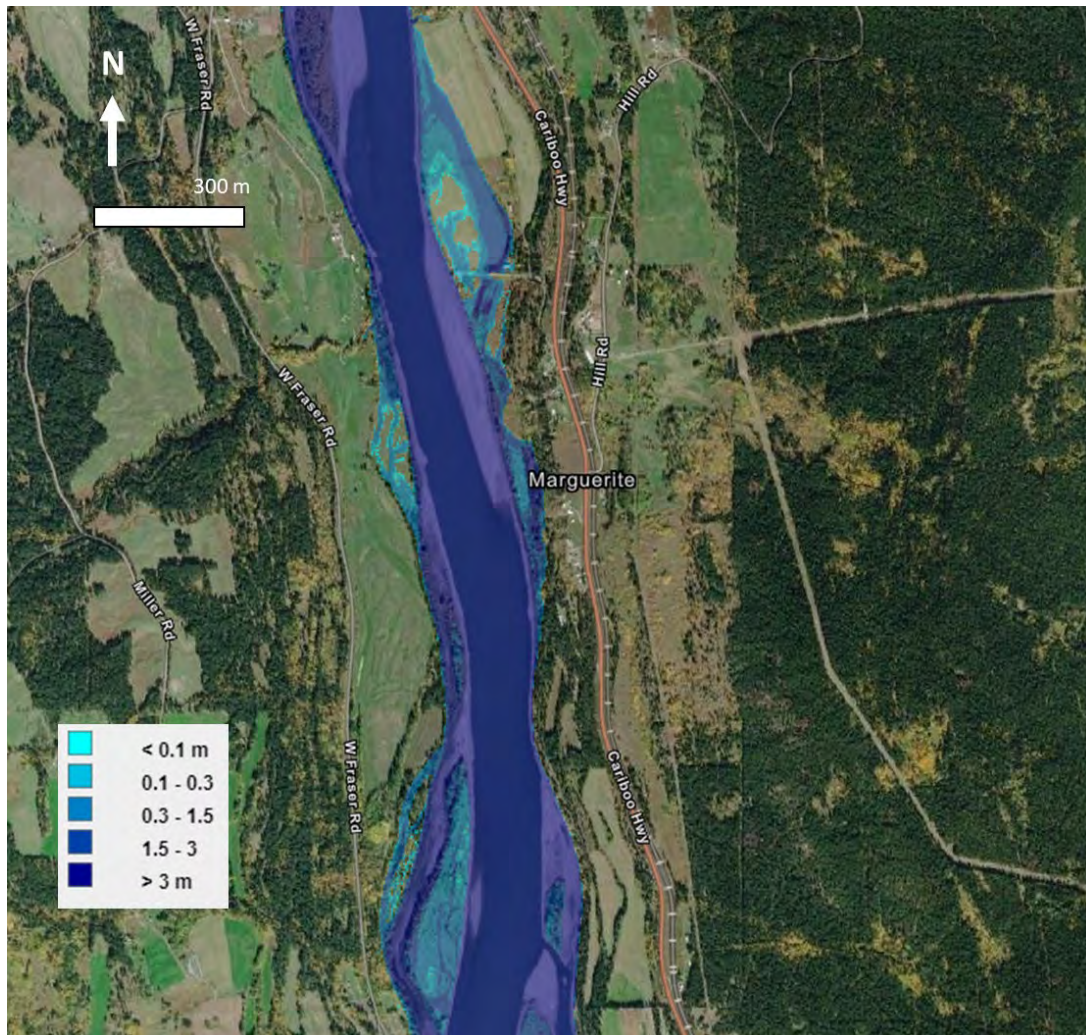 W Fraser Rd
N
300 m
Hill Rd
Cariboo Hwy
Hill Rd
W Fraser Rd
Marguerite
Miller Rd
< 0.1 m
0.1 - 0.3
0.3 - 1.5
1.5 - 3
> 3 m
W Fraser Rd
Cariboo Hwy